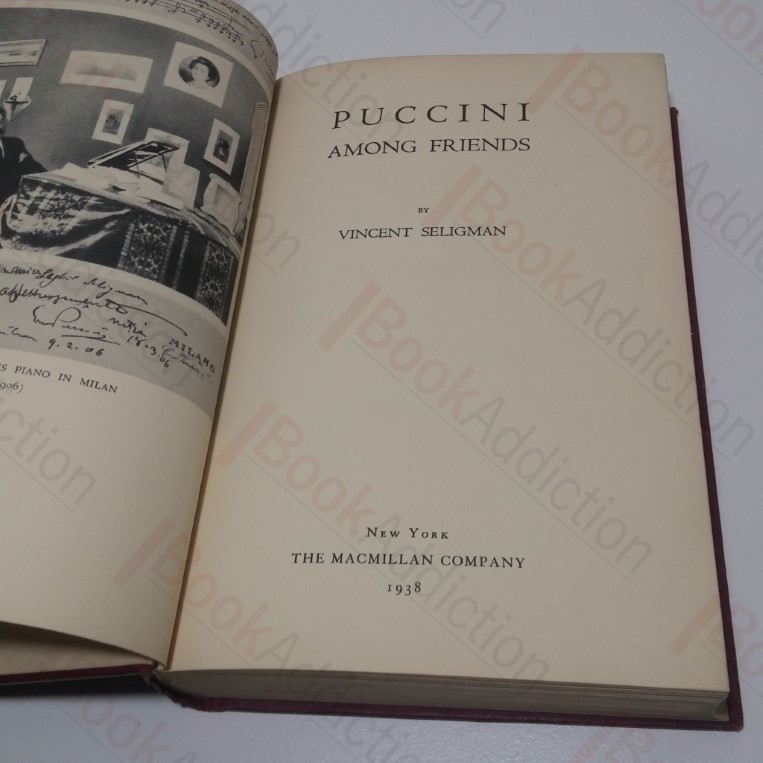 9.2.06
18.3.06
MILANO
S PIANO IN MILAN
906)
PUCCINI
AMONG FRIENDS
BY
VINCENT SELIGMAN
NEW YORK
THE MACMILLAN COMPANY
1938
BookAddiction